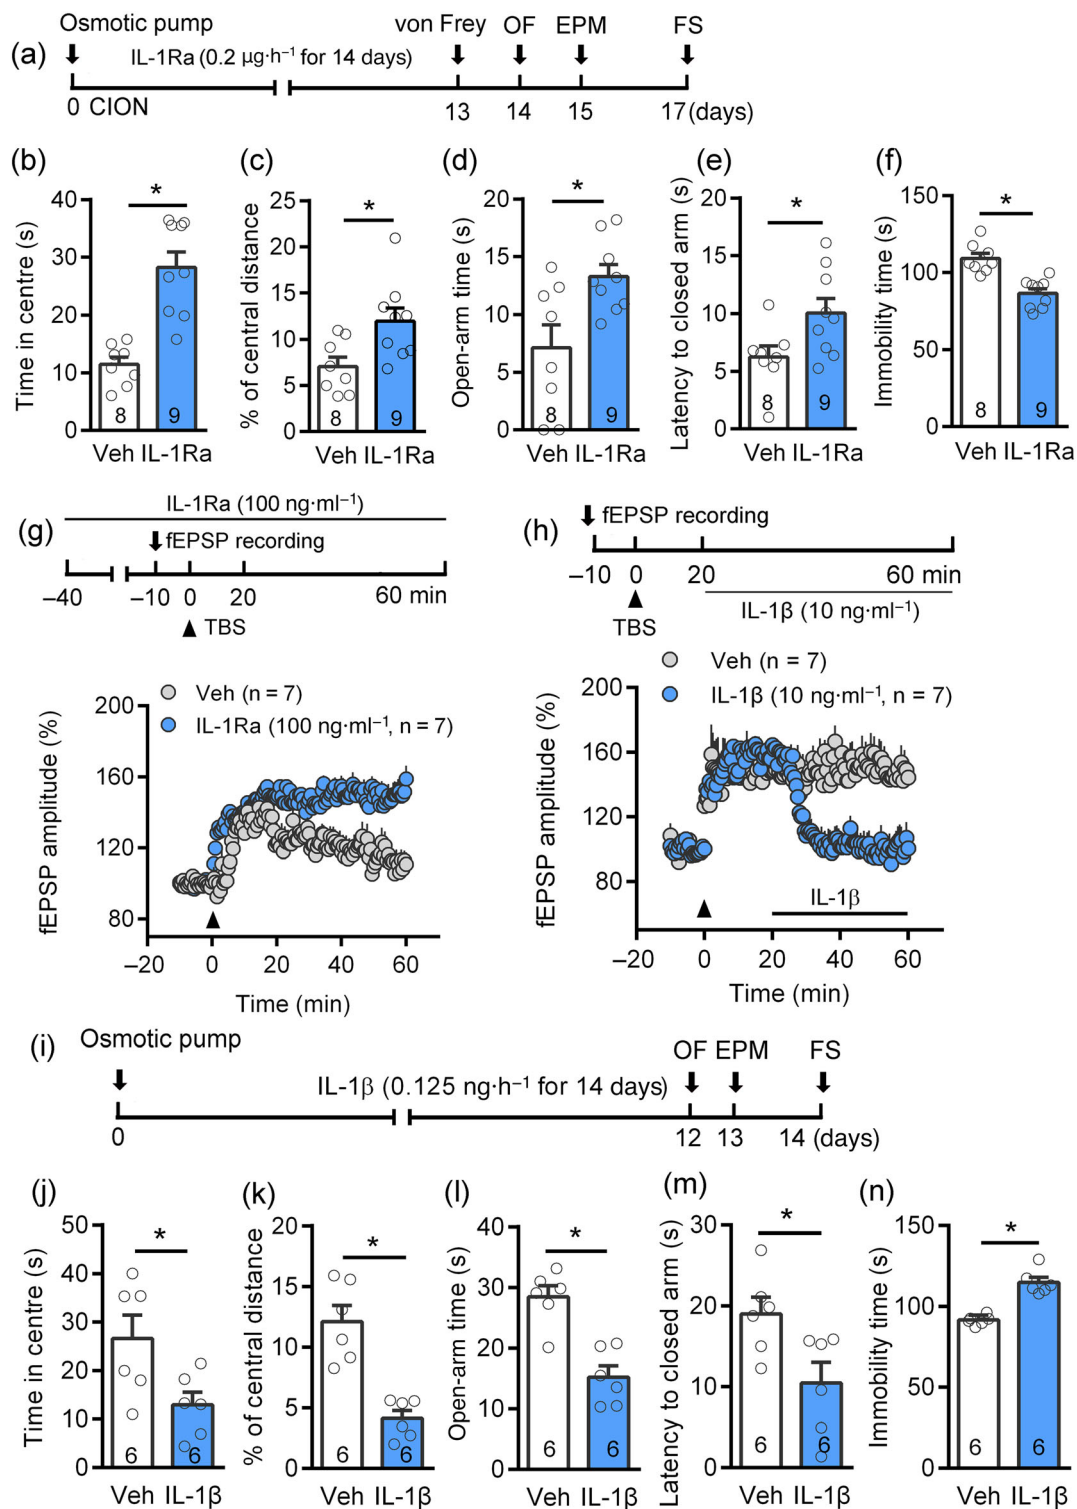 (a)
Osmotic pump von Frey OF EPM FS
IL-1Ra (0.2 μg·h⁻¹ for 14 days)
0 CION 13 14 15 17(days)
(b)
Time in centre (s)
40
30
20
10
0
*
8 9
Veh IL-1Ra
(c)
% of central distance
25
20
15
10
5
0
*
8 9
Veh IL-1Ra
(d)
Open-arm time (s)
20
15
10
5
0
*
8 9
Veh IL-1Ra
(e)
Latency to closed arm (s)
20
15
10
5
0
*
8 9
Veh IL-1Ra
(f)
Immobility time (s)
150
100
50
0
*
8 9
Veh IL-1Ra
(g)
IL-1Ra (100 ng·ml⁻¹)
fEPSP recording
–40 –10 0 20 60 min
TBS
Veh (n = 7)
IL-1Ra (100 ng·ml⁻¹, n = 7)
fEPSP amplitude (%)
200
160
120
80
–20 0 20 40 60
Time (min)
(h)
fEPSP recording
–10 0 20 60 min
TBS
IL-1β (10 ng·ml⁻¹)
Veh (n = 7)
IL-1β (10 ng·ml⁻¹, n = 7)
fEPSP amplitude (%)
200
160
120
80
IL-1β
–20 0 20 40 60
Time (min)
(i)
Osmotic pump OF EPM FS
IL-1β (0.125 ng·h⁻¹ for 14 days)
0 12 13 14 (days)
(j)
Time in centre (s)
50
40
30
20
10
0
*
6 6
Veh IL-1β
(k)
% of central distance
20
15
10
5
0
*
6 6
Veh IL-1β
(l)
Open-arm time (s)
40
30
20
10
0
*
6 6
Veh IL-1β
(m)
Latency to closed arm (s)
30
20
10
0
*
6 6
Veh IL-1β
(n)
Immobility time (s)
150
100
50
0
*
6 6
Veh IL-1β